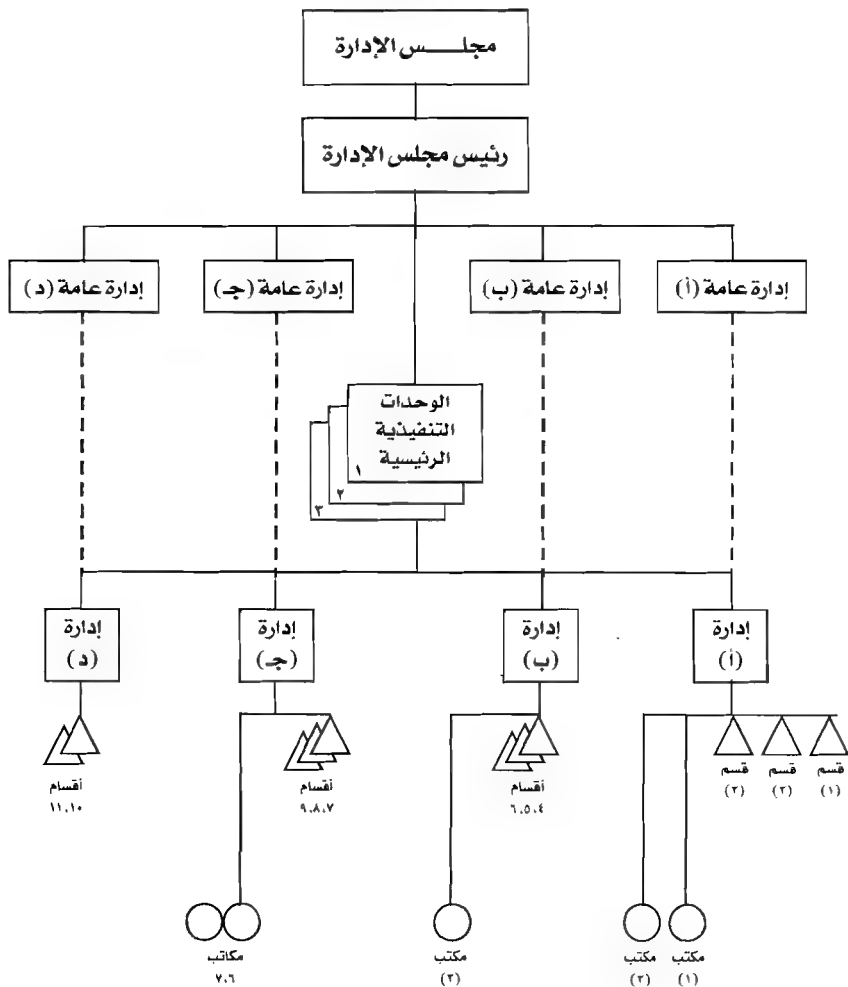 مجلـــــس الإدارة
رئيس مجلس الإدارة
إدارة عامة (أ)
إدارة عامة (ب)
إدارة عامة (جـ)
إدارة عامة (د)
الوحدات
التنفيذية
الرئيسية
١
٢
٣
إدارة
(أ)
إدارة
(ب)
إدارة
(جـ)
إدارة
(د)
قسم
(١)
قسم
(٢)
قسم
(٣)
أقسام
٦،٥،٤
أقسام
٩،٨،٧
أقسام
١١،١٠
مكتب
(١)
مكتب
(٢)
مكتب
(٣)
مكاتب
٧،٦